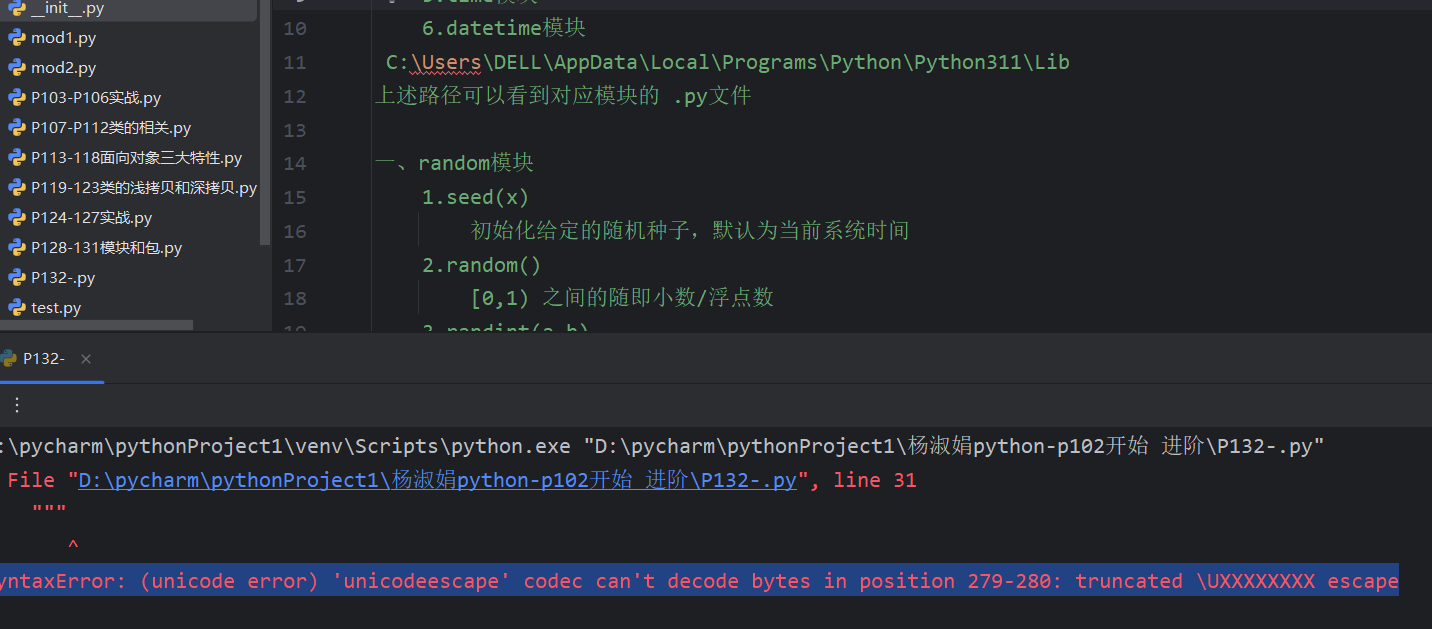 __init__.py
mod1.py
mod2.py
P103-P106实战.py
P107-P112类的相关.py
P113-118面向对象三大特性.py
P119-123类的浅拷贝和深拷贝.py
P124-127实战.py
P128-131模块和包.py
P132-.py
test.py
10 6.datetime模块
11 C:\Users\DELL\AppData\Local\Programs\Python\Python311\Lib
12 上述路径可以看到对应模块的 .py文件
13
14 一、random模块
15 1.seed(x)
16 初始化给定的随机种子，默认为当前系统时间
17 2.random()
18 [0,1) 之间的随即小数/浮点数
19 3.randint(a,b)
P132-
:\pycharm\pythonProject1\venv\Scripts\python.exe "D:\pycharm\pythonProject1\杨淑娟python-p102开始 进阶\P132-.py"
File "D:\pycharm\pythonProject1\杨淑娟python-p102开始 进阶\P132-.py", line 31
"""
^
yntaxError: (unicode error) 'unicodeescape' codec can't decode bytes in position 279-280: truncated \UXXXXXXXX escape